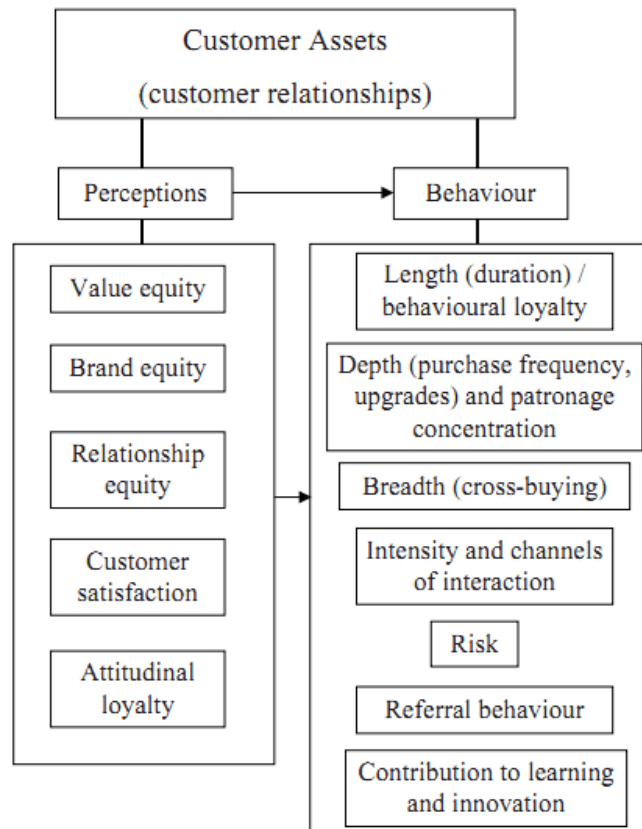 Customer Assets
(customer relationships)
Perceptions
Behaviour
Value equity
Brand equity
Relationship
equity
Customer
satisfaction
Attitudinal
loyalty
Length (duration) /
behavioural loyalty
Depth (purchase frequency,
upgrades) and patronage
concentration
Breadth (cross-buying)
Intensity and channels
of interaction
Risk
Referral behaviour
Contribution to learning
and innovation